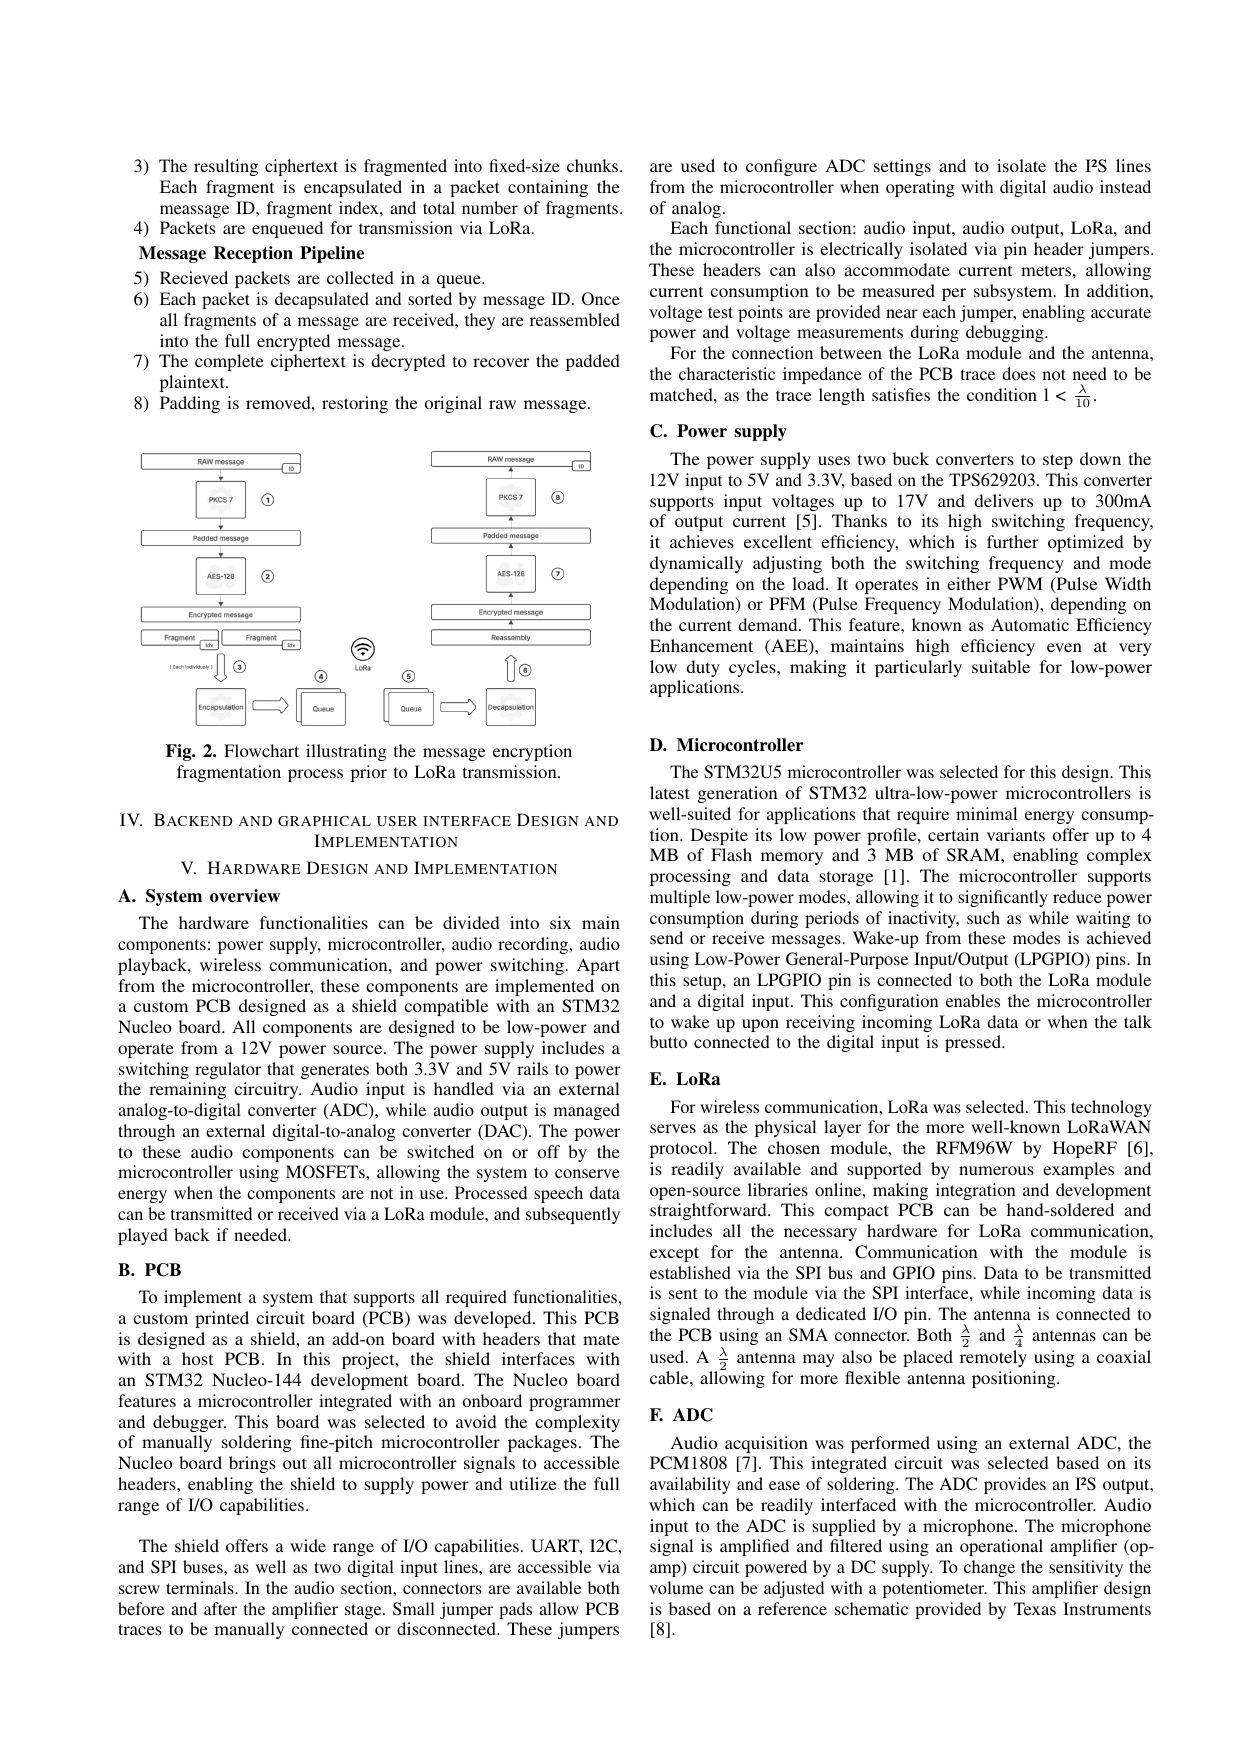 3) The resulting ciphertext is fragmented into fixed-size chunks.
Each fragment is encapsulated in a packet containing the
meassage ID, fragment index, and total number of fragments.
4) Packets are enqueued for transmission via LoRa.
Message Reception Pipeline
5) Recieved packets are collected in a queue.
6) Each packet is decapsulated and sorted by message ID. Once
all fragments of a message are received, they are reassembled
into the full encrypted message.
7) The complete ciphertext is decrypted to recover the padded
plaintext.
8) Padding is removed, restoring the original raw message.
RAW message
ID
PKCS 7
1
Padded message
AES-128
2
Encrypted message
Fragment
Idx
Fragment
Idx
[ Each Individually ]
3
Encapsulation
4
Queue
LoRa
5
Queue
RAW message
ID
PKCS 7
8
Padded message
AES-128
7
Encrypted message
Reassembly
6
Decapsulation
Fig. 2. Flowchart illustrating the message encryption
fragmentation process prior to LoRa transmission.
IV. BACKEND AND GRAPHICAL USER INTERFACE DESIGN AND
IMPLEMENTATION
V. HARDWARE DESIGN AND IMPLEMENTATION
A. System overview
The hardware functionalities can be divided into six main
components: power supply, microcontroller, audio recording, audio
playback, wireless communication, and power switching. Apart
from the microcontroller, these components are implemented on
a custom PCB designed as a shield compatible with an STM32
Nucleo board. All components are designed to be low-power and
operate from a 12V power source. The power supply includes a
switching regulator that generates both 3.3V and 5V rails to power
the remaining circuitry. Audio input is handled via an external
analog-to-digital converter (ADC), while audio output is managed
through an external digital-to-analog converter (DAC). The power
to these audio components can be switched on or off by the
microcontroller using MOSFETs, allowing the system to conserve
energy when the components are not in use. Processed speech data
can be transmitted or received via a LoRa module, and subsequently
played back if needed.
B. PCB
To implement a system that supports all required functionalities,
a custom printed circuit board (PCB) was developed. This PCB
is designed as a shield, an add-on board with headers that mate
with a host PCB. In this project, the shield interfaces with
an STM32 Nucleo-144 development board. The Nucleo board
features a microcontroller integrated with an onboard programmer
and debugger. This board was selected to avoid the complexity
of manually soldering fine-pitch microcontroller packages. The
Nucleo board brings out all microcontroller signals to accessible
headers, enabling the shield to supply power and utilize the full
range of I/O capabilities.
The shield offers a wide range of I/O capabilities. UART, I2C,
and SPI buses, as well as two digital input lines, are accessible via
screw terminals. In the audio section, connectors are available both
before and after the amplifier stage. Small jumper pads allow PCB
traces to be manually connected or disconnected. These jumpers
are used to configure ADC settings and to isolate the I²S lines
from the microcontroller when operating with digital audio instead
of analog.
Each functional section: audio input, audio output, LoRa, and
the microcontroller is electrically isolated via pin header jumpers.
These headers can also accommodate current meters, allowing
current consumption to be measured per subsystem. In addition,
voltage test points are provided near each jumper, enabling accurate
power and voltage measurements during debugging.
For the connection between the LoRa module and the antenna,
the characteristic impedance of the PCB trace does not need to be
matched, as the trace length satisfies the condition l < λ/10.
C. Power supply
The power supply uses two buck converters to step down the
12V input to 5V and 3.3V, based on the TPS629203. This converter
supports input voltages up to 17V and delivers up to 300mA
of output current [5]. Thanks to its high switching frequency,
it achieves excellent efficiency, which is further optimized by
dynamically adjusting both the switching frequency and mode
depending on the load. It operates in either PWM (Pulse Width
Modulation) or PFM (Pulse Frequency Modulation), depending on
the current demand. This feature, known as Automatic Efficiency
Enhancement (AEE), maintains high efficiency even at very
low duty cycles, making it particularly suitable for low-power
applications.
D. Microcontroller
The STM32U5 microcontroller was selected for this design. This
latest generation of STM32 ultra-low-power microcontrollers is
well-suited for applications that require minimal energy consump-
tion. Despite its low power profile, certain variants offer up to 4
MB of Flash memory and 3 MB of SRAM, enabling complex
processing and data storage [1]. The microcontroller supports
multiple low-power modes, allowing it to significantly reduce power
consumption during periods of inactivity, such as while waiting to
send or receive messages. Wake-up from these modes is achieved
using Low-Power General-Purpose Input/Output (LPGPIO) pins. In
this setup, an LPGPIO pin is connected to both the LoRa module
and a digital input. This configuration enables the microcontroller
to wake up upon receiving incoming LoRa data or when the talk
butto connected to the digital input is pressed.
E. LoRa
For wireless communication, LoRa was selected. This technology
serves as the physical layer for the more well-known LoRaWAN
protocol. The chosen module, the RFM96W by HopeRF [6],
is readily available and supported by numerous examples and
open-source libraries online, making integration and development
straightforward. This compact PCB can be hand-soldered and
includes all the necessary hardware for LoRa communication,
except for the antenna. Communication with the module is
established via the SPI bus and GPIO pins. Data to be transmitted
is sent to the module via the SPI interface, while incoming data is
signaled through a dedicated I/O pin. The antenna is connected to
the PCB using an SMA connector. Both λ/2 and λ/4 antennas can be
used. A λ/2 antenna may also be placed remotely using a coaxial
cable, allowing for more flexible antenna positioning.
F. ADC
Audio acquisition was performed using an external ADC, the
PCM1808 [7]. This integrated circuit was selected based on its
availability and ease of soldering. The ADC provides an I²S output,
which can be readily interfaced with the microcontroller. Audio
input to the ADC is supplied by a microphone. The microphone
signal is amplified and filtered using an operational amplifier (op-
amp) circuit powered by a DC supply. To change the sensitivity the
volume can be adjusted with a potentiometer. This amplifier design
is based on a reference schematic provided by Texas Instruments
[8].